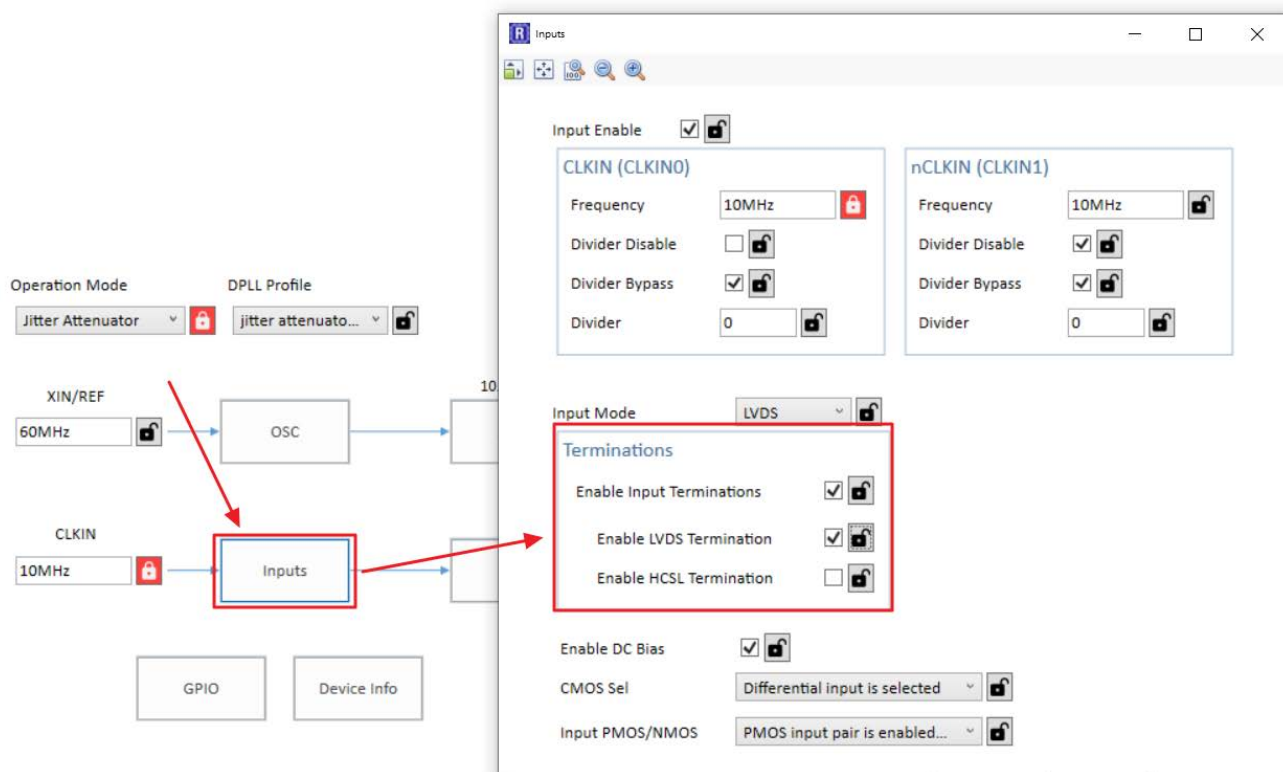 Operation Mode
Jitter Attenuator
DPLL Profile
jitter attenuato...
XIN/REF
60MHz
OSC
10
CLKIN
10MHz
Inputs
GPIO
Device Info
R
Inputs
100
Input Enable
CLKIN (CLKIN0)
Frequency 10MHz
Divider Disable
Divider Bypass
Divider 0
nCLKIN (CLKIN1)
Frequency 10MHz
Divider Disable
Divider Bypass
Divider 0
Input Mode LVDS
Terminations
Enable Input Terminations
Enable LVDS Termination
Enable HCSL Termination
Enable DC Bias
CMOS Sel Differential input is selected
Input PMOS/NMOS PMOS input pair is enabled...